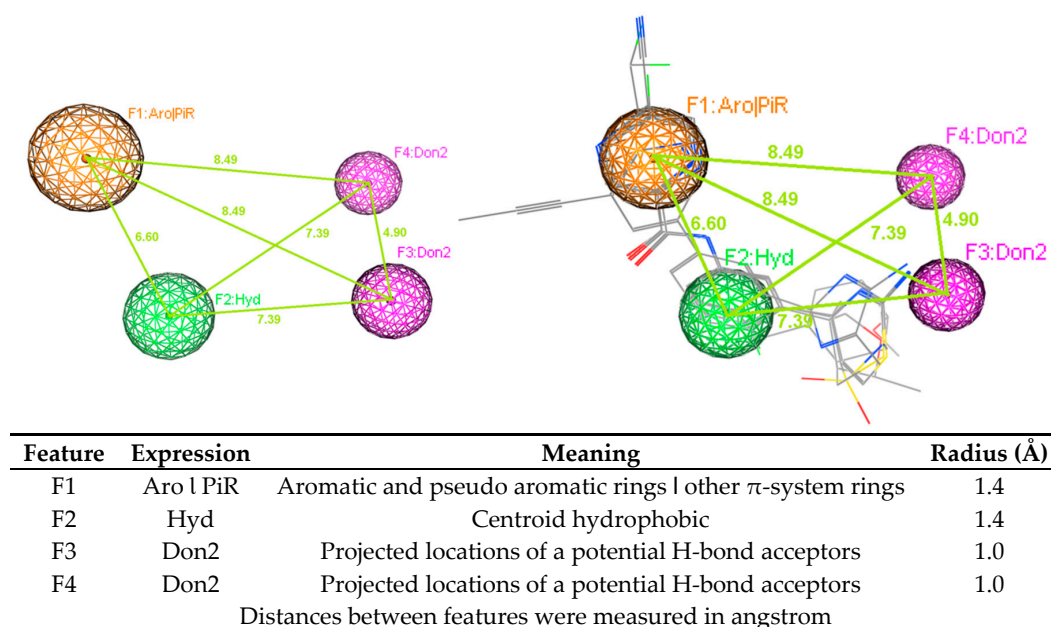 F1:Aro|PiR
8.49
F4:Don2
8.49
6.60
7.39
4.90
F3:Don2
F2:Hyd
7.39
F1:Aro|PiR
F4:Don2
8.49
8.49
6.60
7.39
4.90
F2:Hyd
F3:Don2
7.39
Feature Expression Meaning Radius (Å)
F1 Aro l PiR Aromatic and pseudo aromatic rings l other π-system rings 1.4
F2 Hyd Centroid hydrophobic 1.4
F3 Don2 Projected locations of a potential H-bond acceptors 1.0
F4 Don2 Projected locations of a potential H-bond acceptors 1.0
Distances between features were measured in angstrom